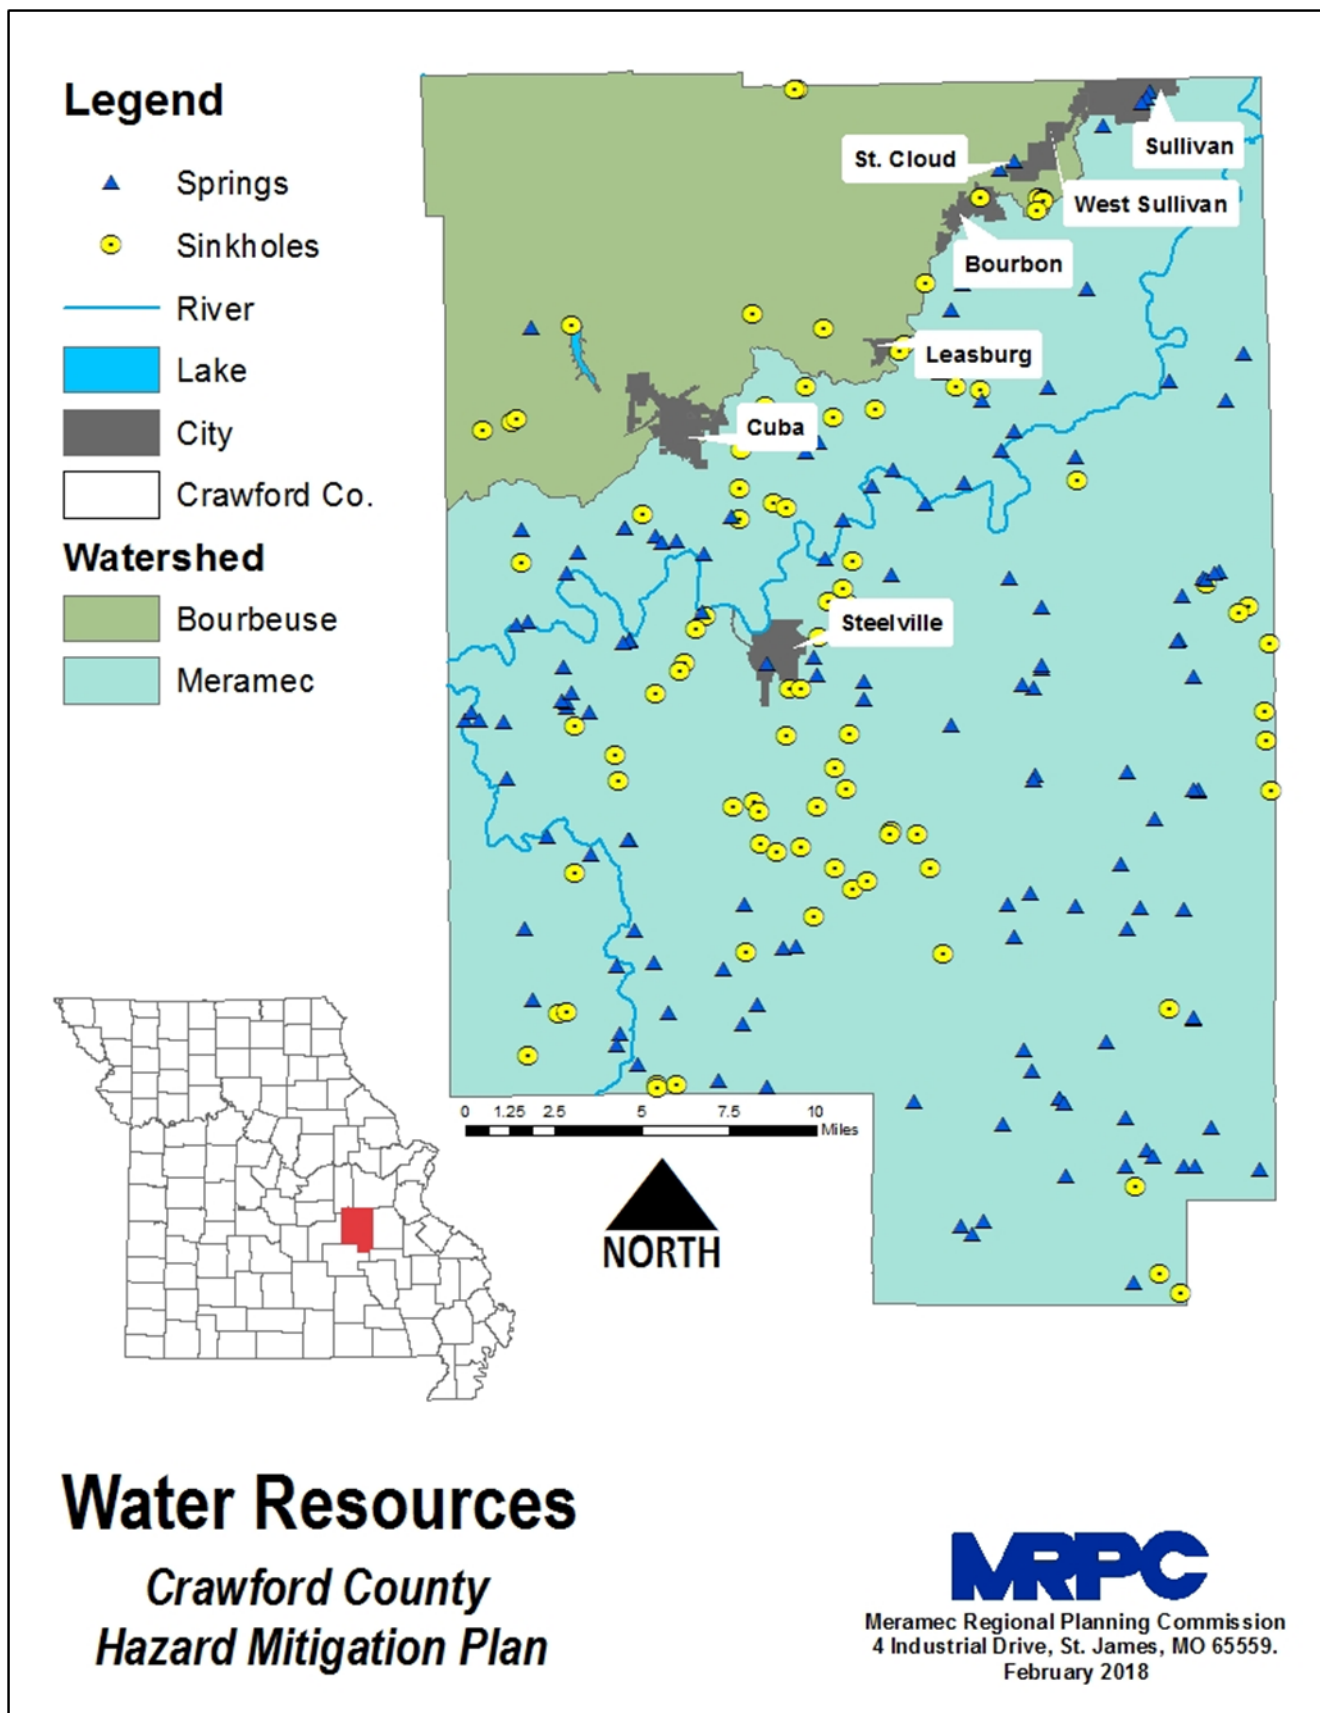 Legend
Springs
Sinkholes
River
Lake
City
Crawford Co.
Watershed
Bourbeuse
Meramec
St. Cloud
Sullivan
West Sullivan
Bourbon
Leasburg
Cuba
Steelville
0 1.25 2.5 5 7.5 10
Miles
NORTH
Water Resources
Crawford County
Hazard Mitigation Plan
MRPC
Meramec Regional Planning Commission
4 Industrial Drive, St. James, MO 65559.
February 2018